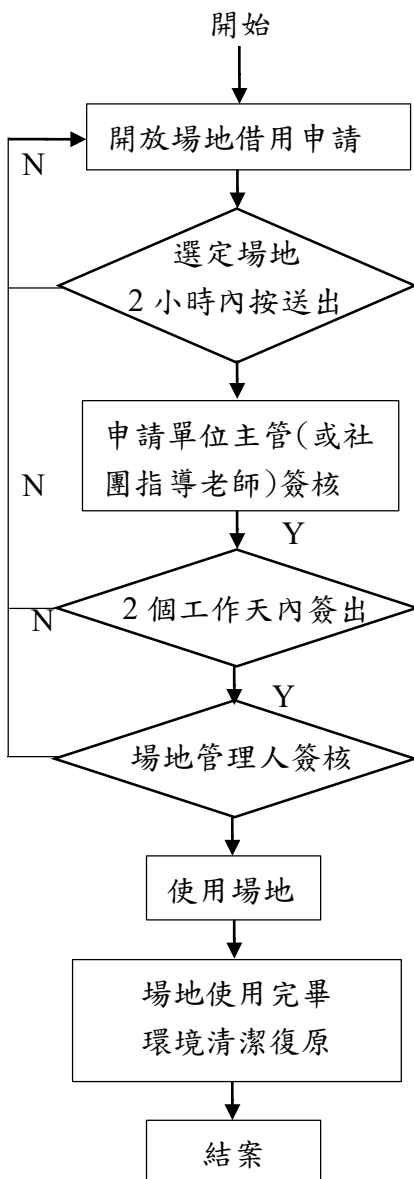 開始
開放場地借用申請
N
選定場地
2 小時內按送出
申請單位主管(或社
團指導老師)簽核
N
Y
2 個工作天內簽出
N
Y
場地管理人簽核
使用場地
場地使用完畢
環境清潔復原
結案